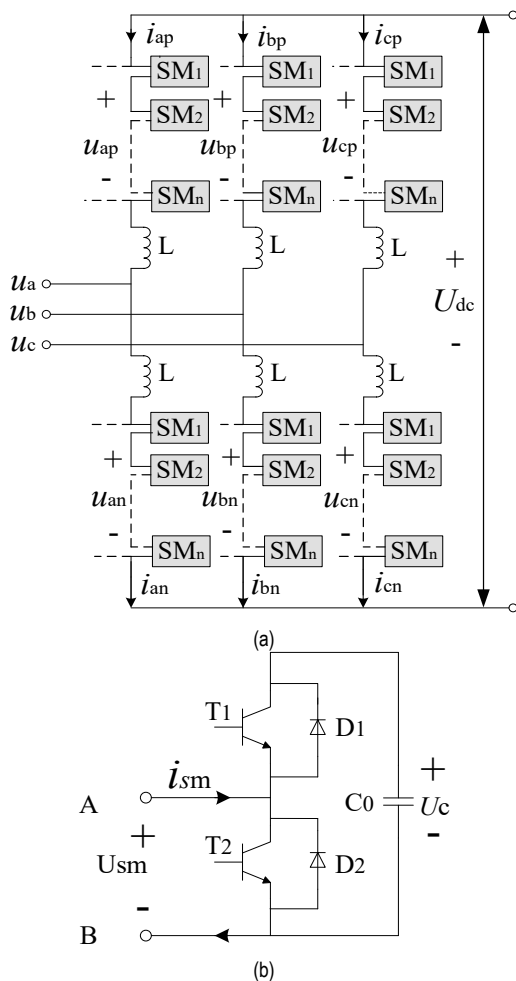 iap ibp icp
SM1 SM1 SM1
+ + +
SM2 SM2 SM2
uap ubp ucp
- - -
SMn SMn SMn
L L L
ua
+
ub Udc
uc -
L L L
SM1 SM1 SM1
+ + +
SM2 SM2 SM2
uan ubn ucn
- - -
SMn SMn SMn
ian ibn icn
(a)
T1 D1
ism
A C0 + Uc -
+
Usm T2 D2
-
B
(b)